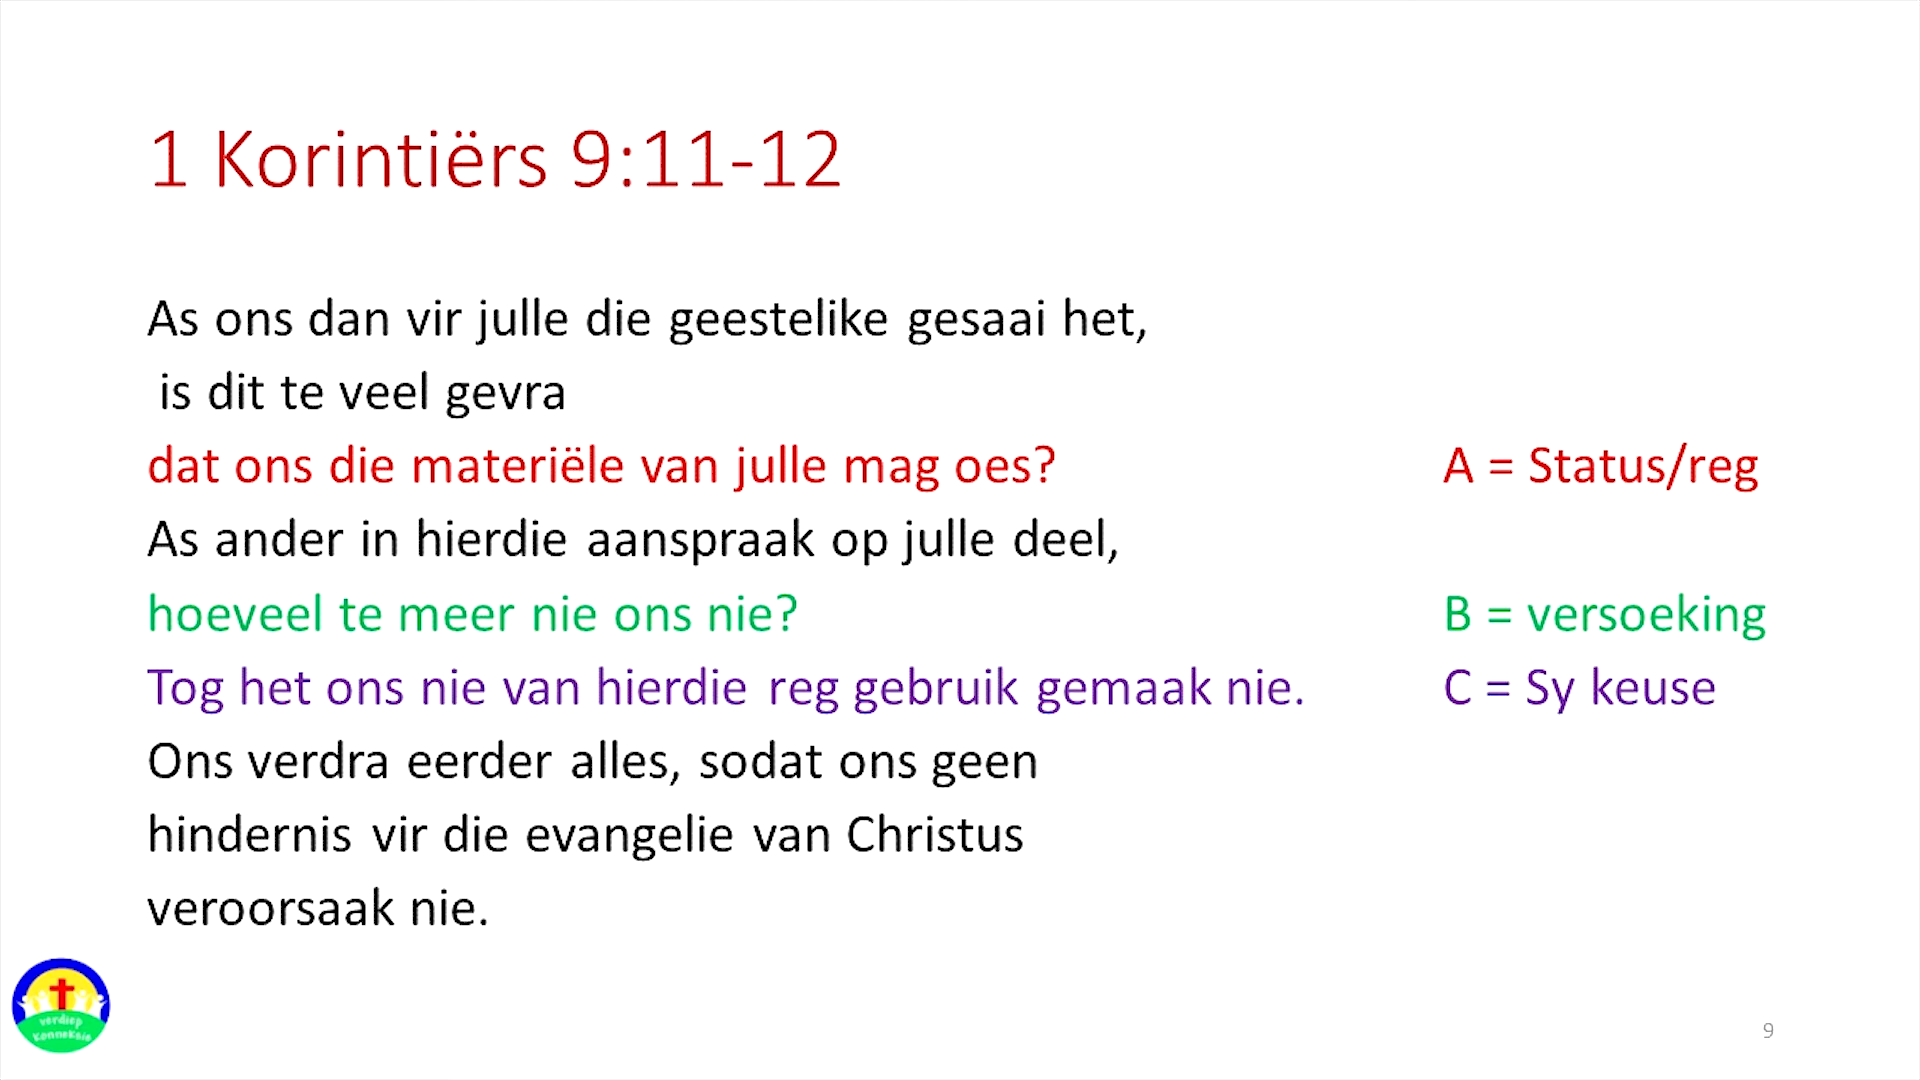 1 Korintiërs 9:11-12
As ons dan vir julle die geestelike gesaai het,
is dit te veel gevra
dat ons die materiële van julle mag oes? A = Status/reg
As ander in hierdie aanspraak op julle deel,
hoeveel te meer nie ons nie? B = versoeking
Tog het ons nie van hierdie reg gebruik gemaak nie. C = Sy keuse
Ons verdra eerder alles, sodat ons geen
hindernis vir die evangelie van Christus
veroorsaak nie.
verdiep
Konneksie
9